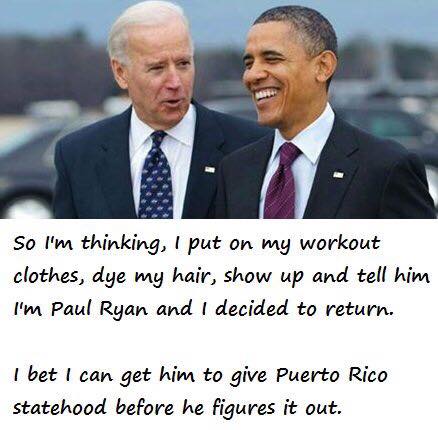 So I'm thinking, I put on my workout
clothes, dye my hair, show up and tell him
I'm Paul Ryan and I decided to return.
I bet I can get him to give Puerto Rico
statehood before he figures it out.